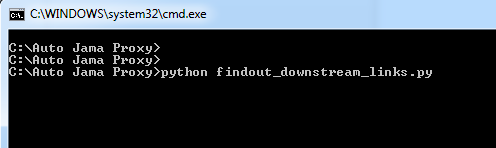 C:\WINDOWS\system32\cmd.exe
C:\Auto Jama Proxy>
C:\Auto Jama Proxy>
C:\Auto Jama Proxy>python findout_downstream_links.py